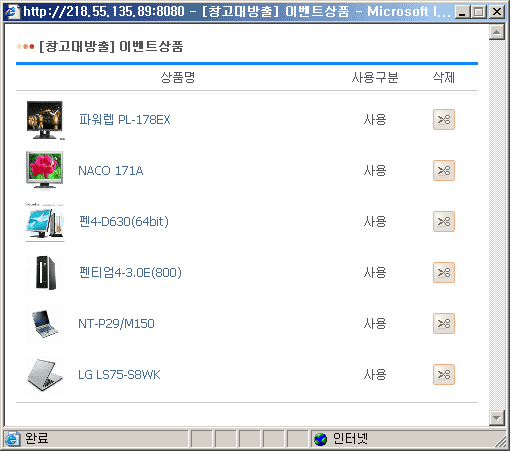 http://218.55.135.89:8080 - [창고대방출] 이벤트상품 - Microsoft I...
[창고대방출] 이벤트상품
상품명 사용구분 삭제
파워렙 PL-178EX 사용
NACO 171A 사용
펜4-D630(64bit) 사용
펜티엄4-3.0E(800) 사용
NT-P29/M150 사용
LG LS75-S8WK 사용
완료 인터넷